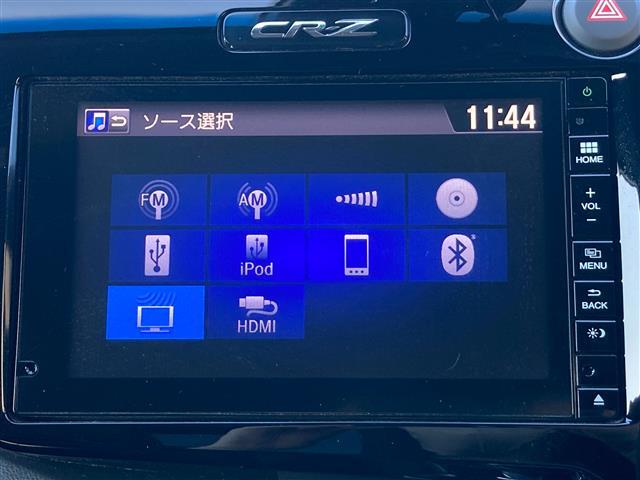 CR-Z
ソース選択
11:44
FM
AM
iPod
HDMI
HOME
+
VOL
−
MENU
BACK